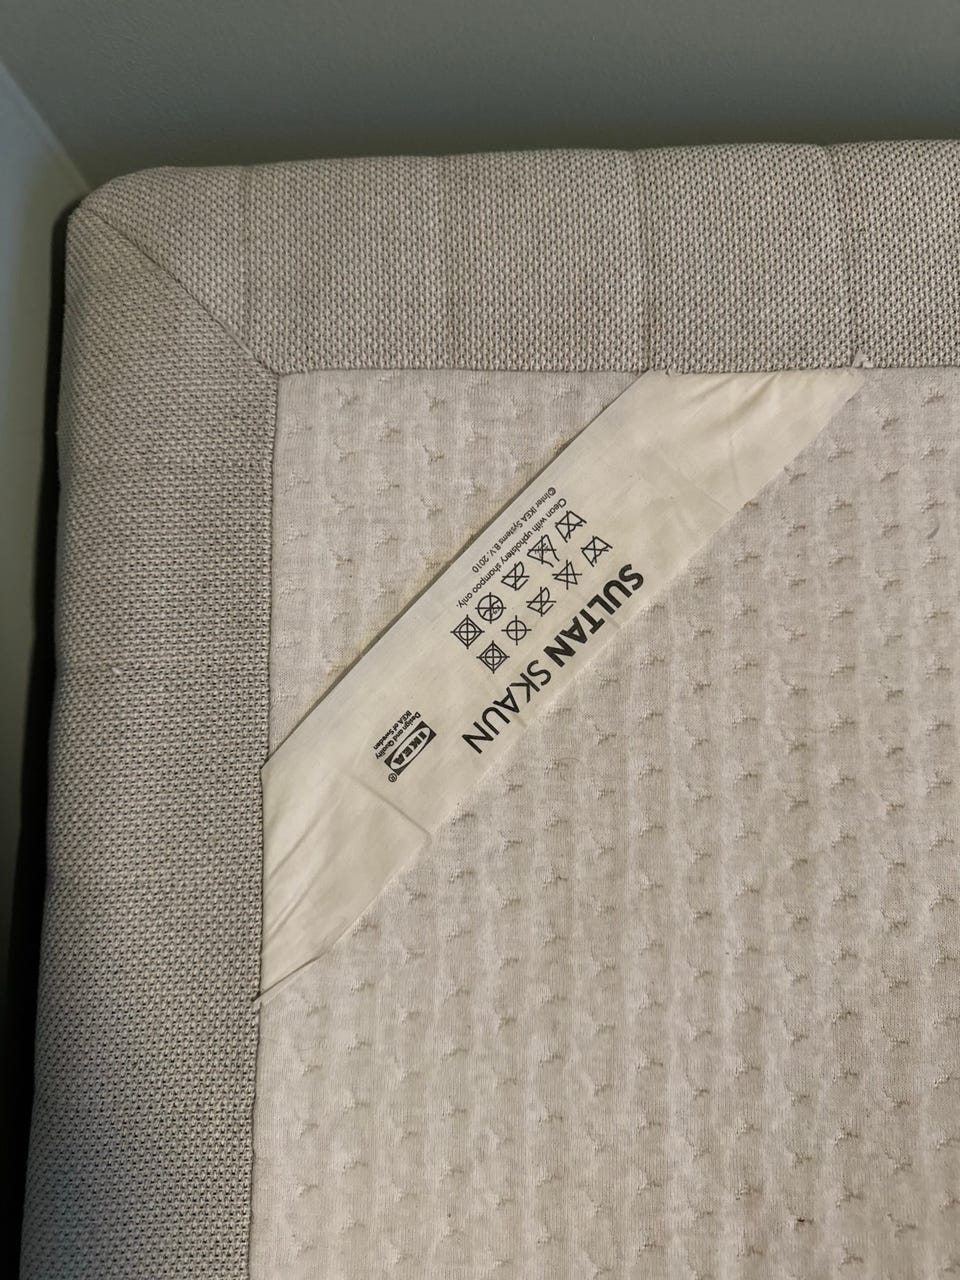 SULTAN SKAUN
Clean with upholstery shampoo only.
©Inter IKEA Systems B.V. 2010
IKEA®
Design and Quality
IKEA of Sweden